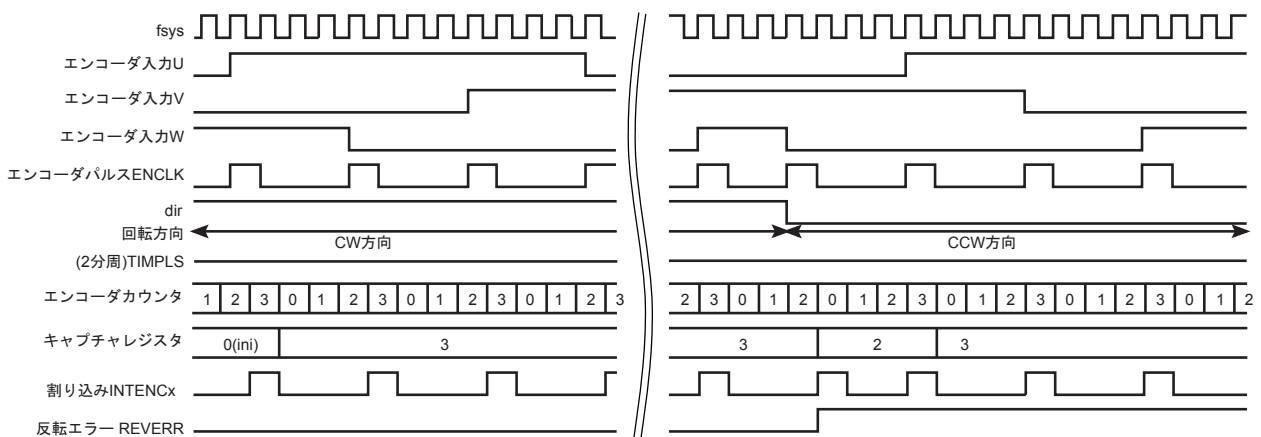 fsys
エンコーダ入力U
エンコーダ入力V
エンコーダ入力W
エンコーダパルスENCLK
dir
回転方向 CW方向 CCW方向
(2分周)TIMPLS
エンコーダカウンタ 1 2 3 0 1 2 3 0 1 2 3 0 1 2 3 2 3 0 1 2 0 1 2 3 0 1 2 3 0 1 2 3 0 1 2
キャプチャレジスタ 0(ini) 3 3 2 3
割り込みINTENCx
反転エラー REVERR